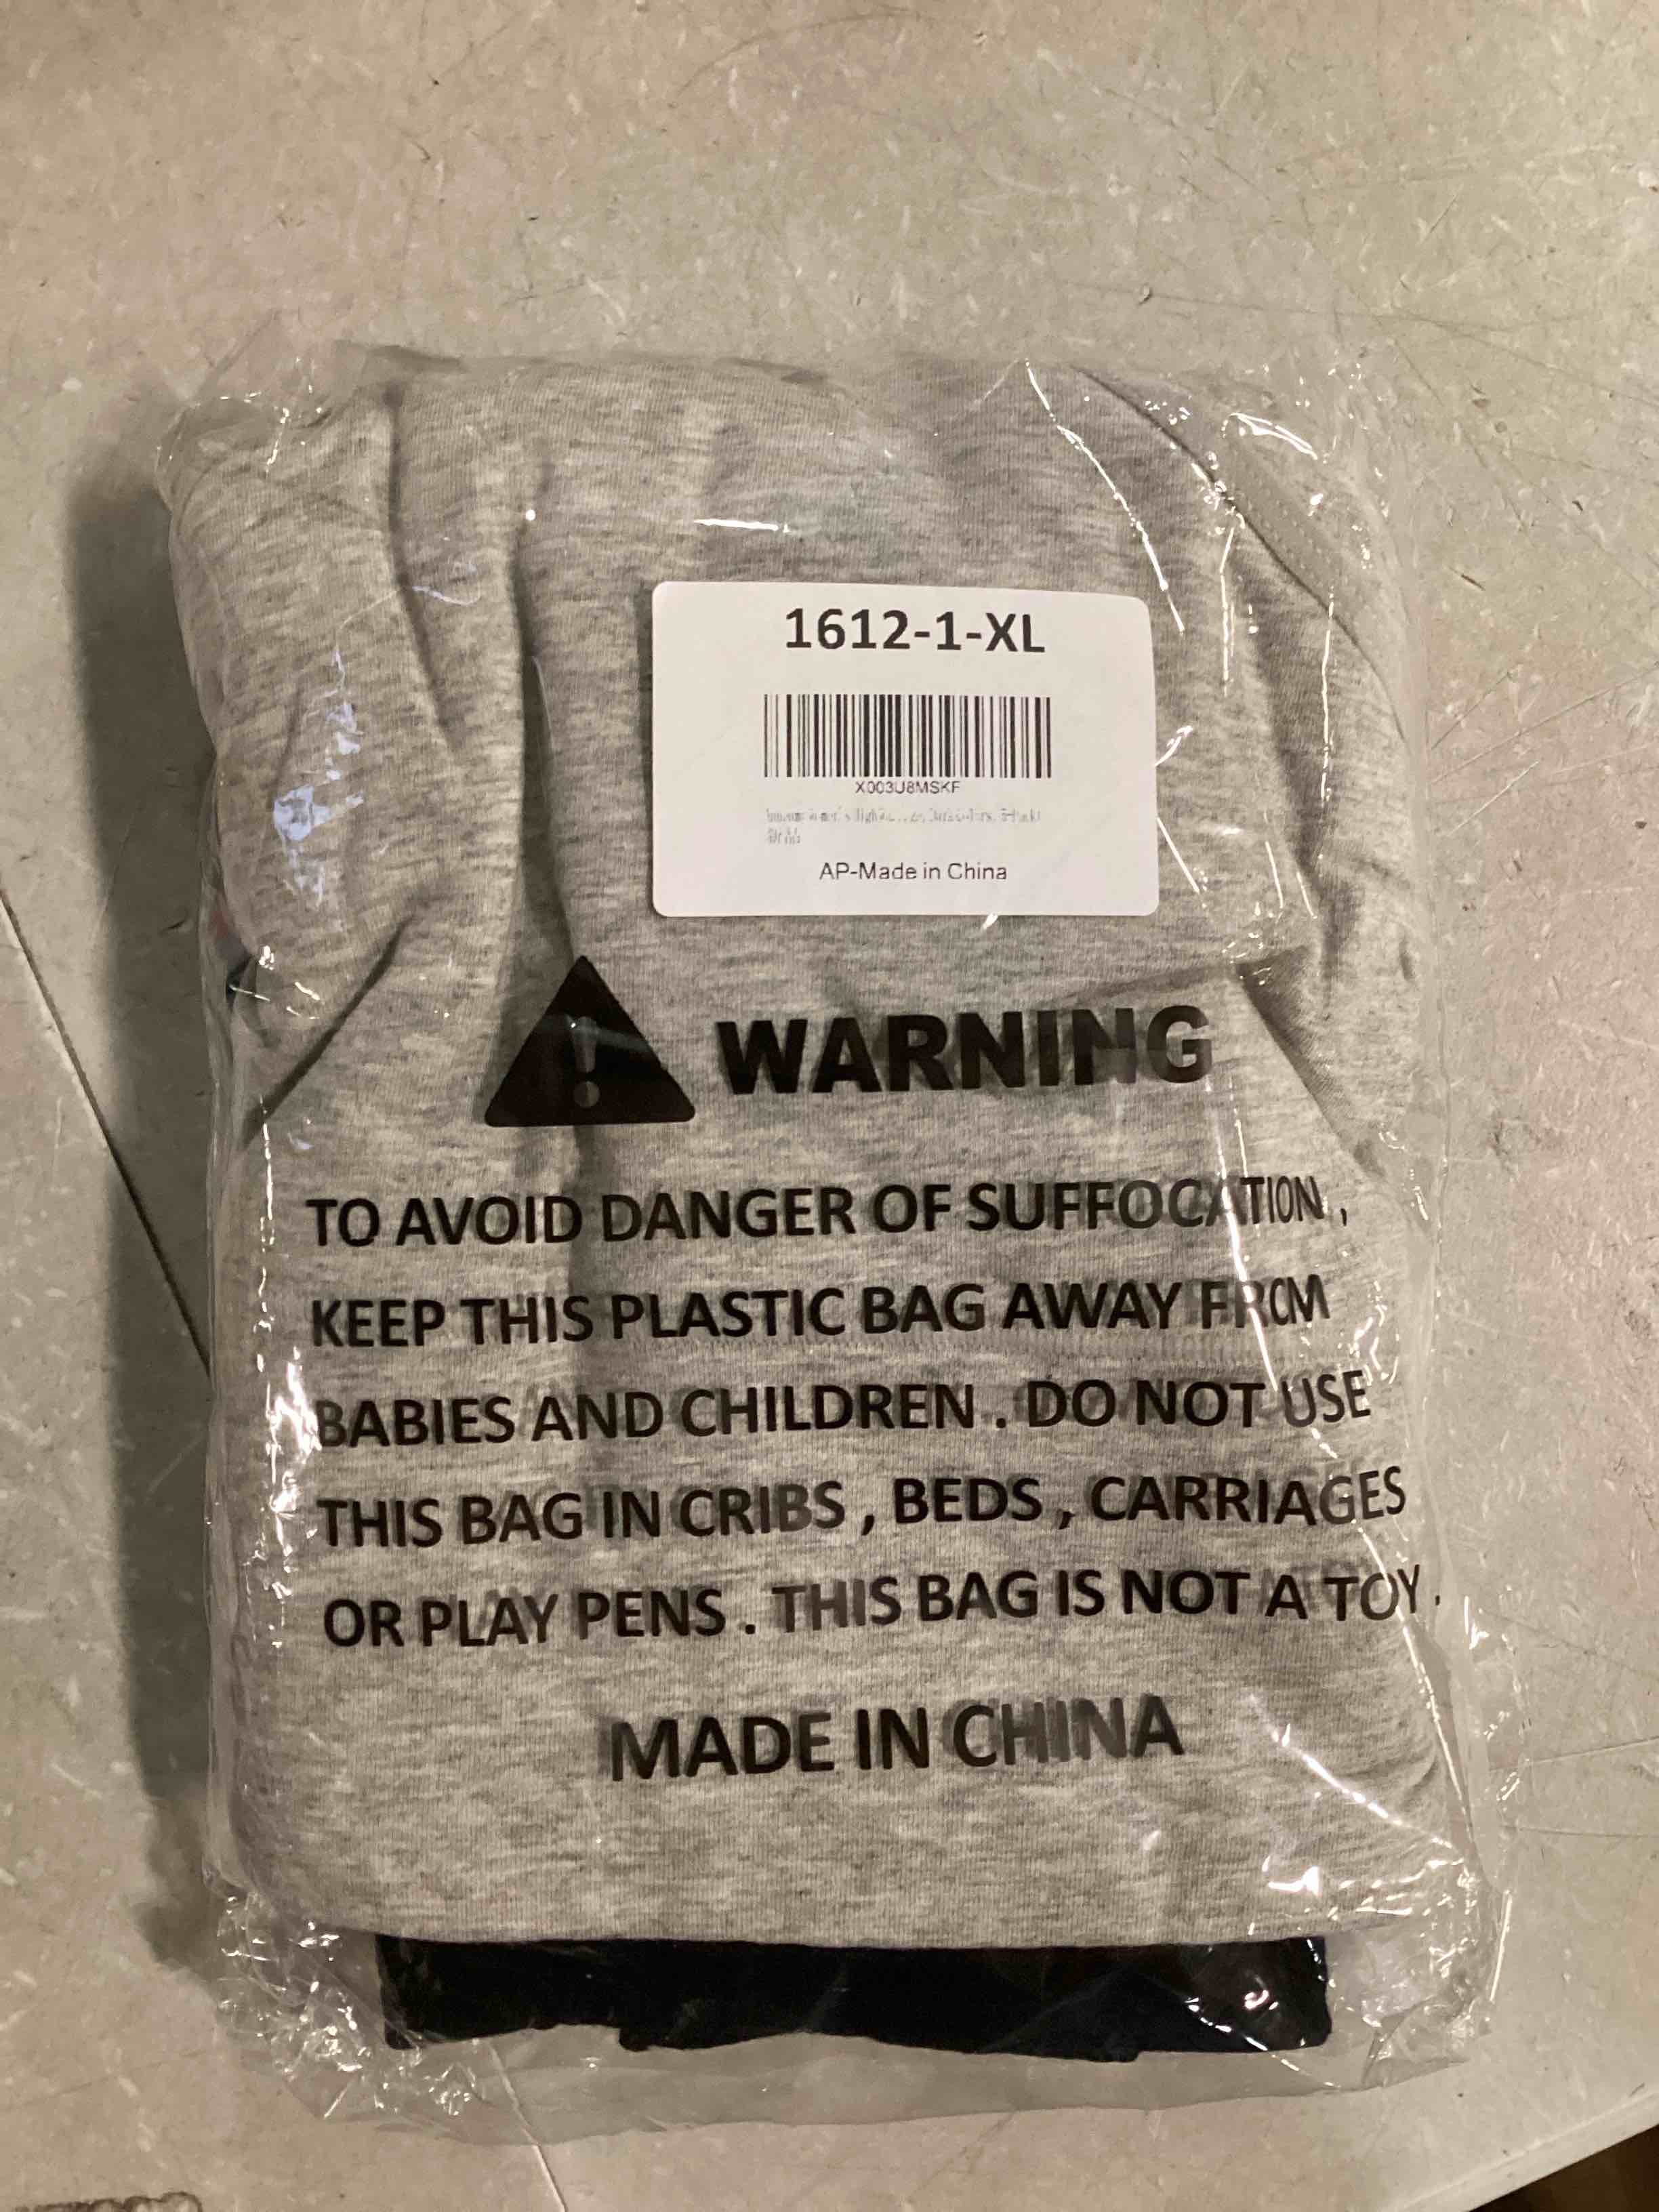 1612-1-XL
X003U8MSKF
AP-Made in China
WARNING
TO AVOID DANGER OF SUFFOCATION ,
KEEP THIS PLASTIC BAG AWAY FROM
BABIES AND CHILDREN . DO NOT USE
THIS BAG IN CRIBS , BEDS , CARRIAGES
OR PLAY PENS . THIS BAG IS NOT A TOY .
MADE IN CHINA